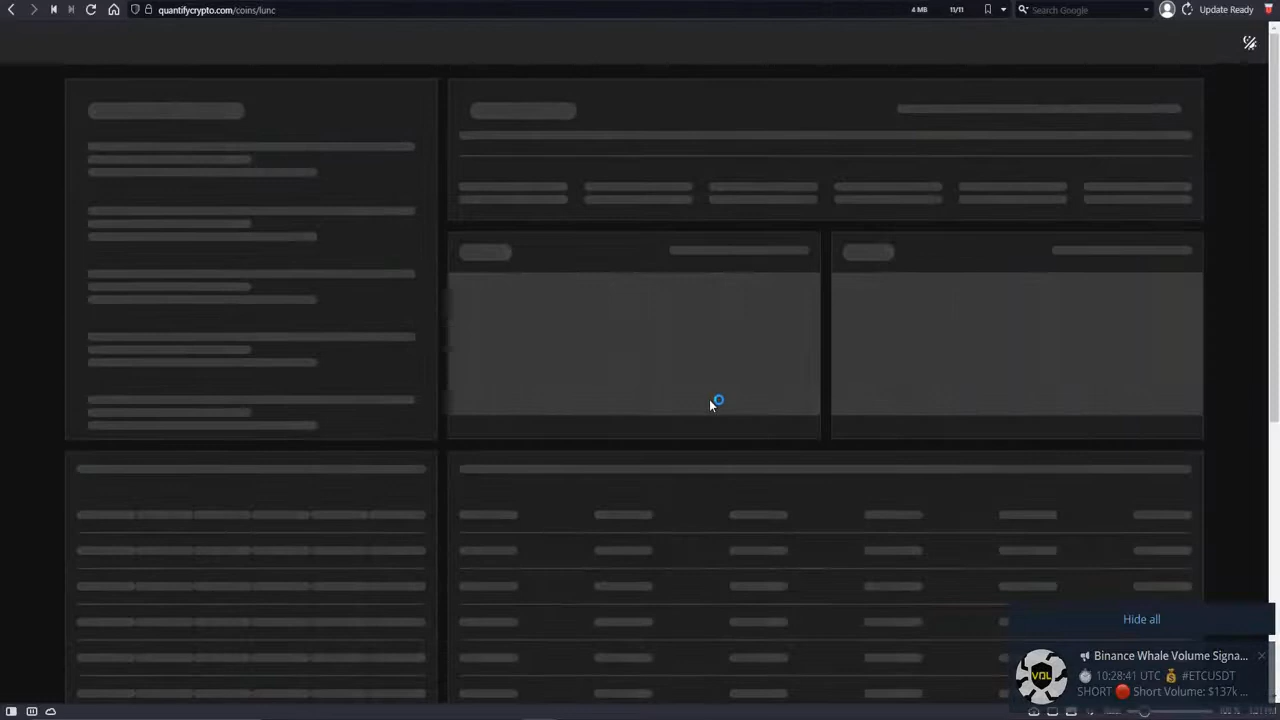 quantifycrypto.com/coins/lunc
4 MB
11/11
Search Google
Update Ready
Hide all
Binance Whale Volume Signa...
10:28:41 UTC #ETCUSDT
SHORT Short Volume: $137k ...
VOL